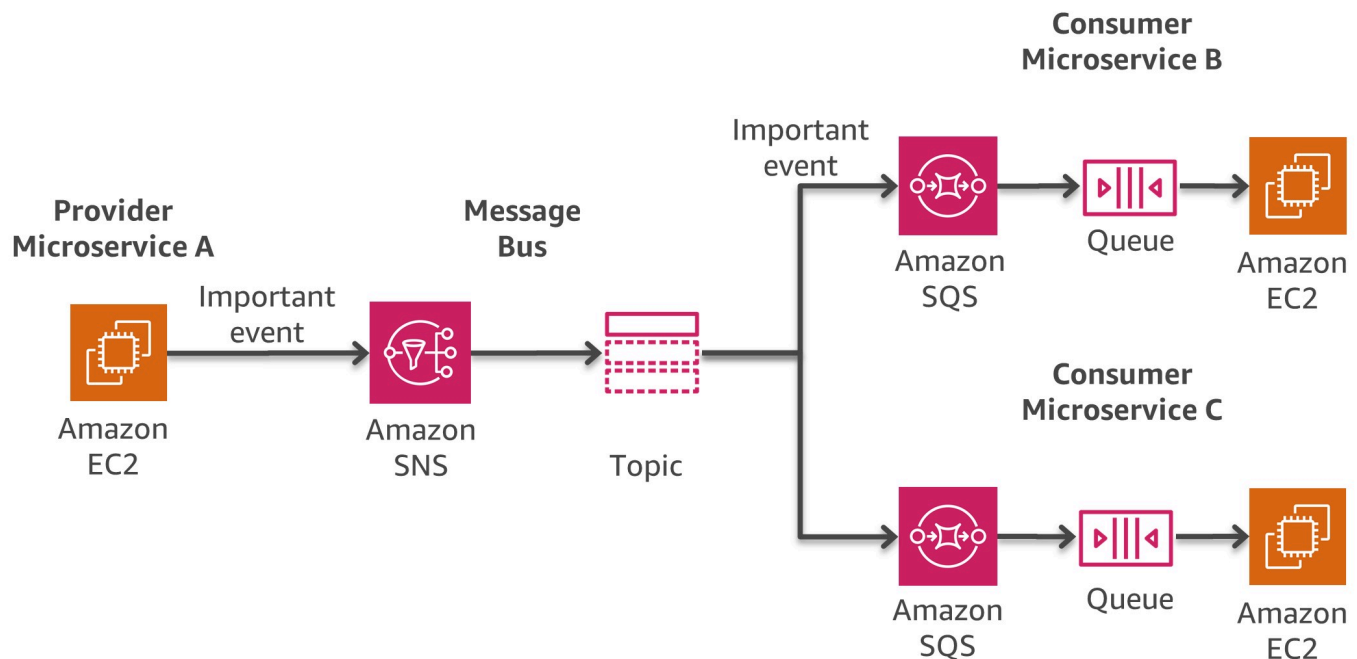 Consumer
Microservice B
Important
event
Amazon
SQS
Queue
Amazon
EC2
Provider
Microservice A
Message
Bus
Important
event
Amazon
EC2
Amazon
SNS
Topic
Consumer
Microservice C
Amazon
SQS
Queue
Amazon
EC2